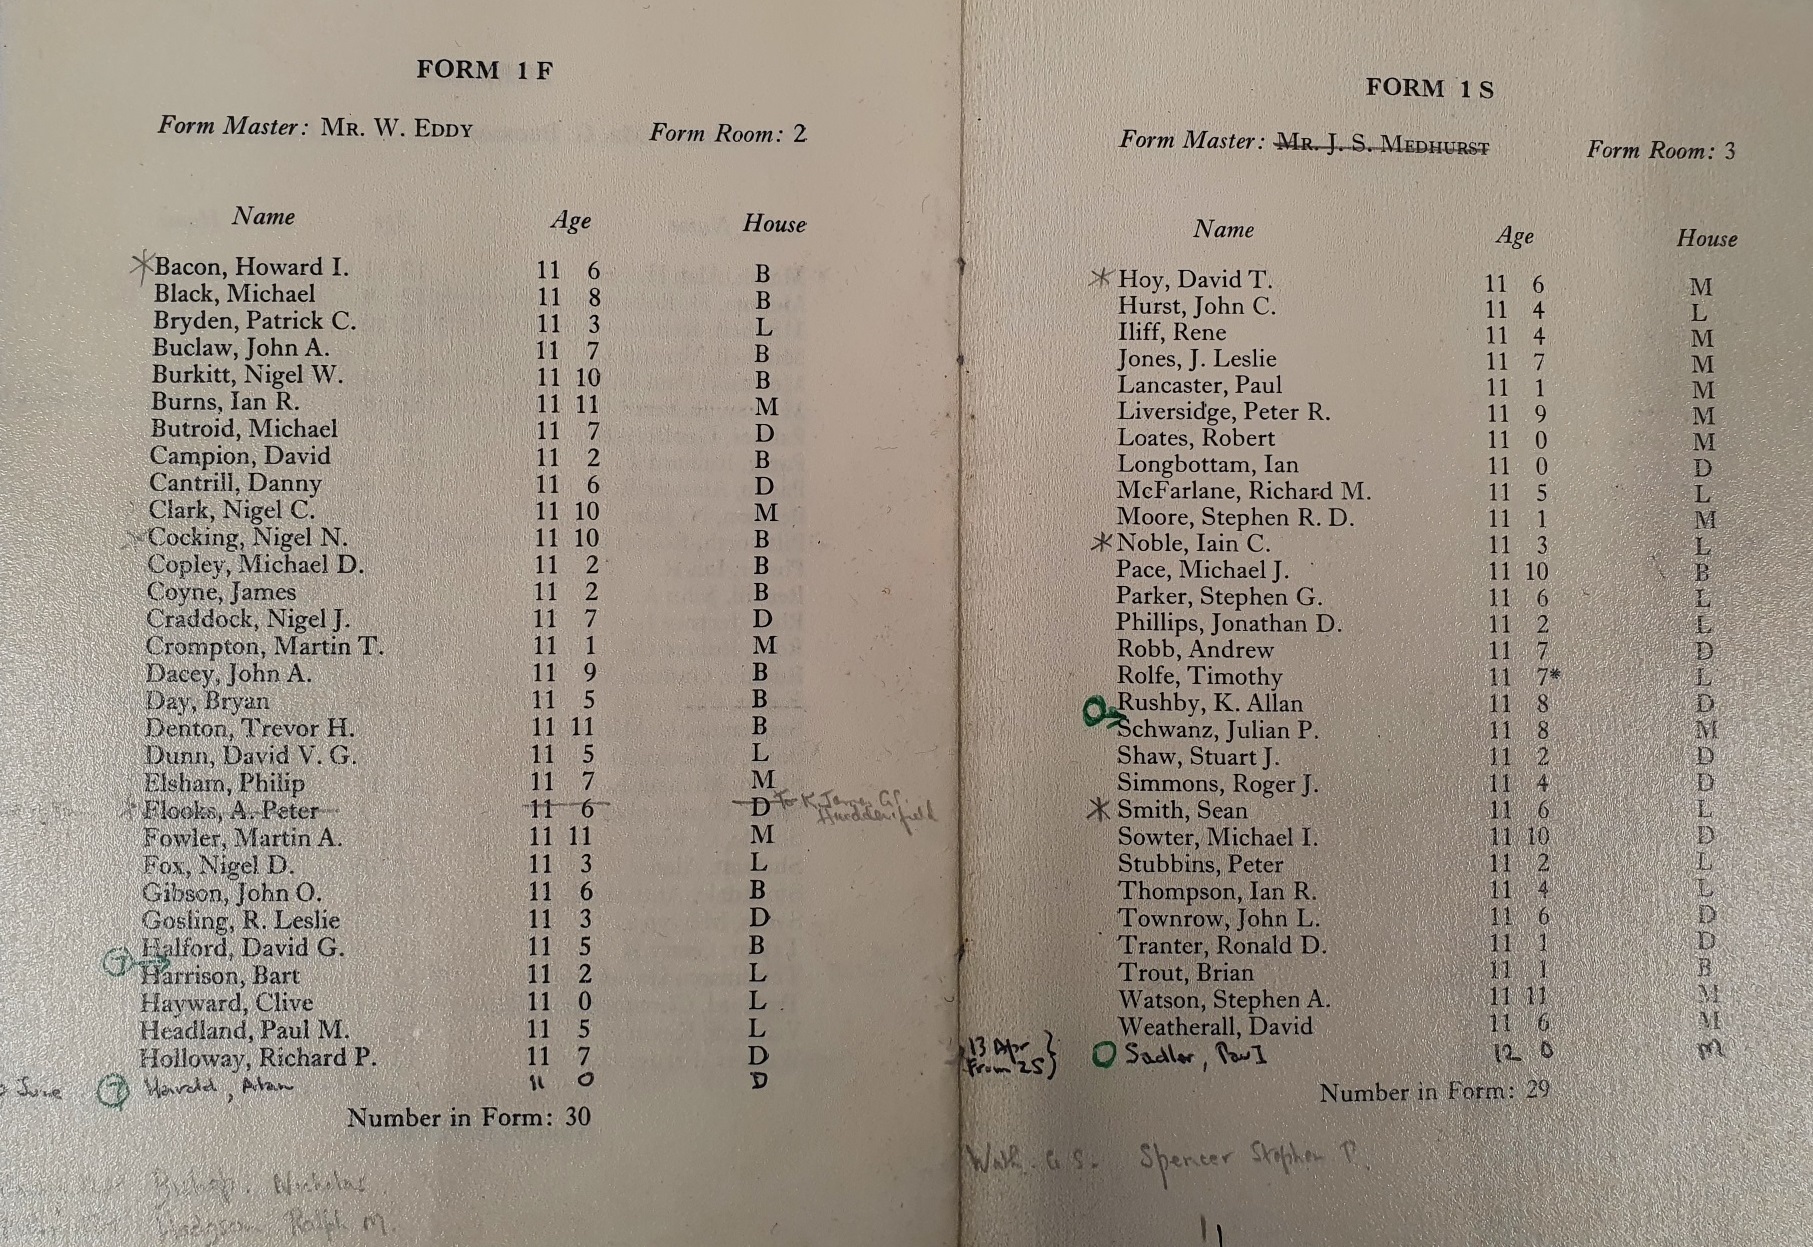 FORM 1 F
Form Master: MR. W. EDDY Form Room: 2
Name Age House
Bacon, Howard I. 11 6 B
Black, Michael 11 8 B
Bryden, Patrick C. 11 3 L
Buclaw, John A. 11 7 B
Burkitt, Nigel W. 11 10 B
Burns, Ian R. 11 11 M
Butroid, Michael 11 7 D
Campion, David 11 2 B
Cantrill, Danny 11 6 D
Clark, Nigel C. 11 10 M
Cocking, Nigel N. 11 10 B
Copley, Michael D. 11 2 B
Coyne, James 11 2 B
Craddock, Nigel J. 11 7 D
Crompton, Martin T. 11 1 M
Dacey, John A. 11 9 B
Day, Bryan 11 5 B
Denton, Trevor H. 11 11 B
Dunn, David V. G. 11 5 L
Elsham, Philip 11 7 M
Flooks, A. Peter 11 6 D To K. James G.
Huddersfield
Fowler, Martin A. 11 11 M
Fox, Nigel D. 11 3 L
Gibson, John O. 11 6 B
Gosling, R. Leslie 11 3 D
Halford, David G. 11 5 B
Harrison, Bart 11 2 L
Hayward, Clive 11 0 L
Headland, Paul M. 11 5 L
Holloway, Richard P. 11 7 D
June 7 Harold, Alan 11 0 D
Number in Form: 30
Bishop, Nicholas
Hodgson Ralph M.
FORM 1 S
Form Master: MR. J. S. MEDHURST Form Room: 3
Name Age House
Hoy, David T. 11 6 M
Hurst, John C. 11 4 L
Iliff, Rene 11 4 M
Jones, J. Leslie 11 7 M
Lancaster, Paul 11 1 M
Liversidge, Peter R. 11 9 M
Loates, Robert 11 0 M
Longbottam, Ian 11 0 D
McFarlane, Richard M. 11 5 L
Moore, Stephen R. D. 11 1 M
Noble, Iain C. 11 3 L
Pace, Michael J. 11 10 B
Parker, Stephen G. 11 6 L
Phillips, Jonathan D. 11 2 L
Robb, Andrew 11 7 D
Rolfe, Timothy 11 7* L
Rushby, K. Allan 11 8 D
Schwanz, Julian P. 11 8 M
Shaw, Stuart J. 11 2 D
Simmons, Roger J. 11 4 D
Smith, Sean 11 6 L
Sowter, Michael I. 11 10 D
Stubbins, Peter 11 2 L
Thompson, Ian R. 11 4 L
Townrow, John L. 11 6 D
Tranter, Ronald D. 11 1 D
Trout, Brian 11 1 B
Watson, Stephen A. 11 11 M
Weatherall, David 11 6 M
{13 Apr
From 2S} Sadler, Paul 12 0 M
Number in Form: 29
Wath. G S. Spencer Stephen P.